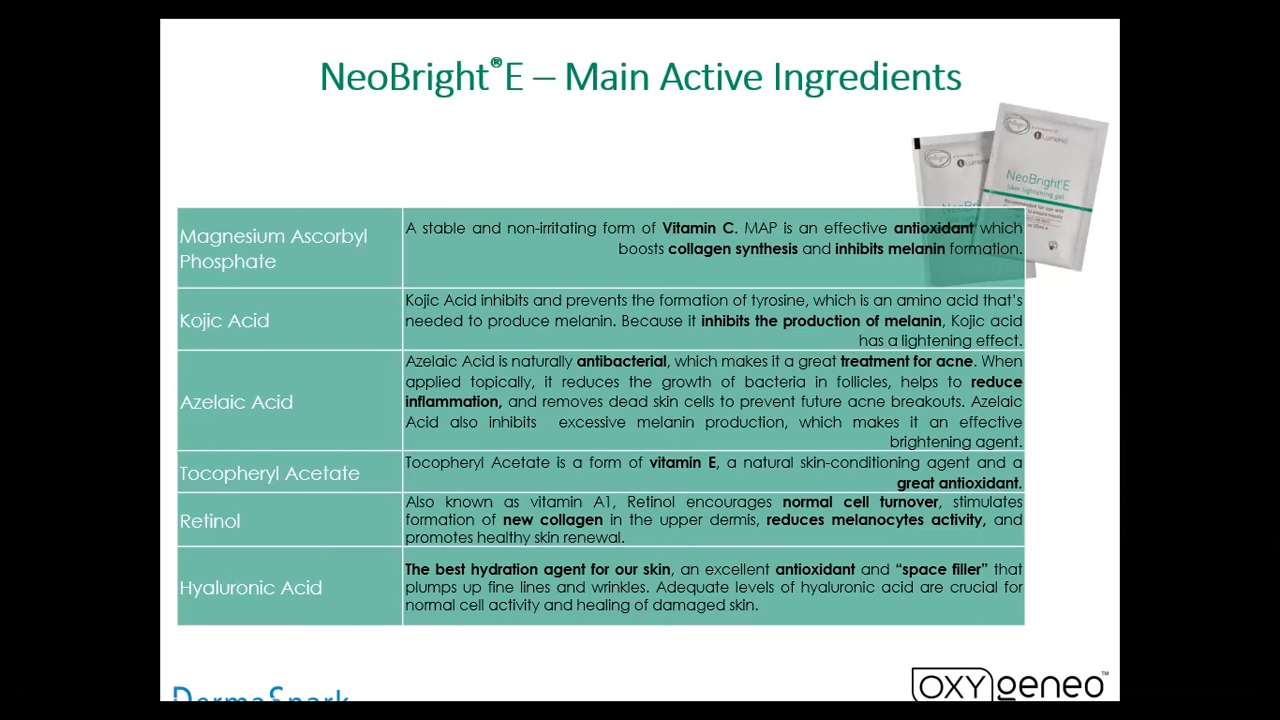 NeoBright®E – Main Active Ingredients
Lumenis
NeoBright®E
Skin lightening gel
Recommended for use with
Magnesium Ascorbyl
Phosphate
A stable and non-irritating form of Vitamin C. MAP is an effective antioxidant which
boosts collagen synthesis and inhibits melanin formation.
Kojic Acid
Kojic Acid inhibits and prevents the formation of tyrosine, which is an amino acid that’s
needed to produce melanin. Because it inhibits the production of melanin, Kojic acid
has a lightening effect.
Azelaic Acid
Azelaic Acid is naturally antibacterial, which makes it a great treatment for acne. When
applied topically, it reduces the growth of bacteria in follicles, helps to reduce
inflammation, and removes dead skin cells to prevent future acne breakouts. Azelaic
Acid also inhibits excessive melanin production, which makes it an effective
brightening agent.
Tocopheryl Acetate
Tocopheryl Acetate is a form of vitamin E, a natural skin-conditioning agent and a
great antioxidant.
Retinol
Also known as vitamin A1, Retinol encourages normal cell turnover, stimulates
formation of new collagen in the upper dermis, reduces melanocytes activity, and
promotes healthy skin renewal.
Hyaluronic Acid
The best hydration agent for our skin, an excellent antioxidant and “space filler” that
plumps up fine lines and wrinkles. Adequate levels of hyaluronic acid are crucial for
normal cell activity and healing of damaged skin.
DermaSpark
OXYgeneo™